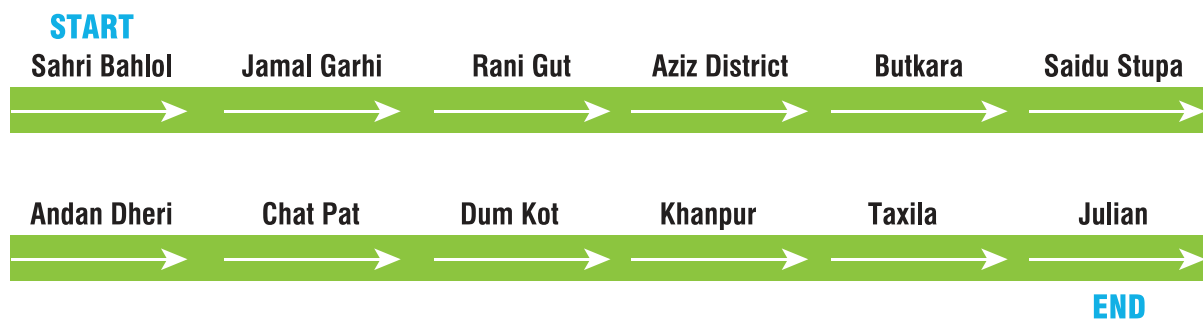 START
Sahri Bahlol Jamal Garhi Rani Gut Aziz District Butkara Saidu Stupa
Andan Dheri Chat Pat Dum Kot Khanpur Taxila Julian
END